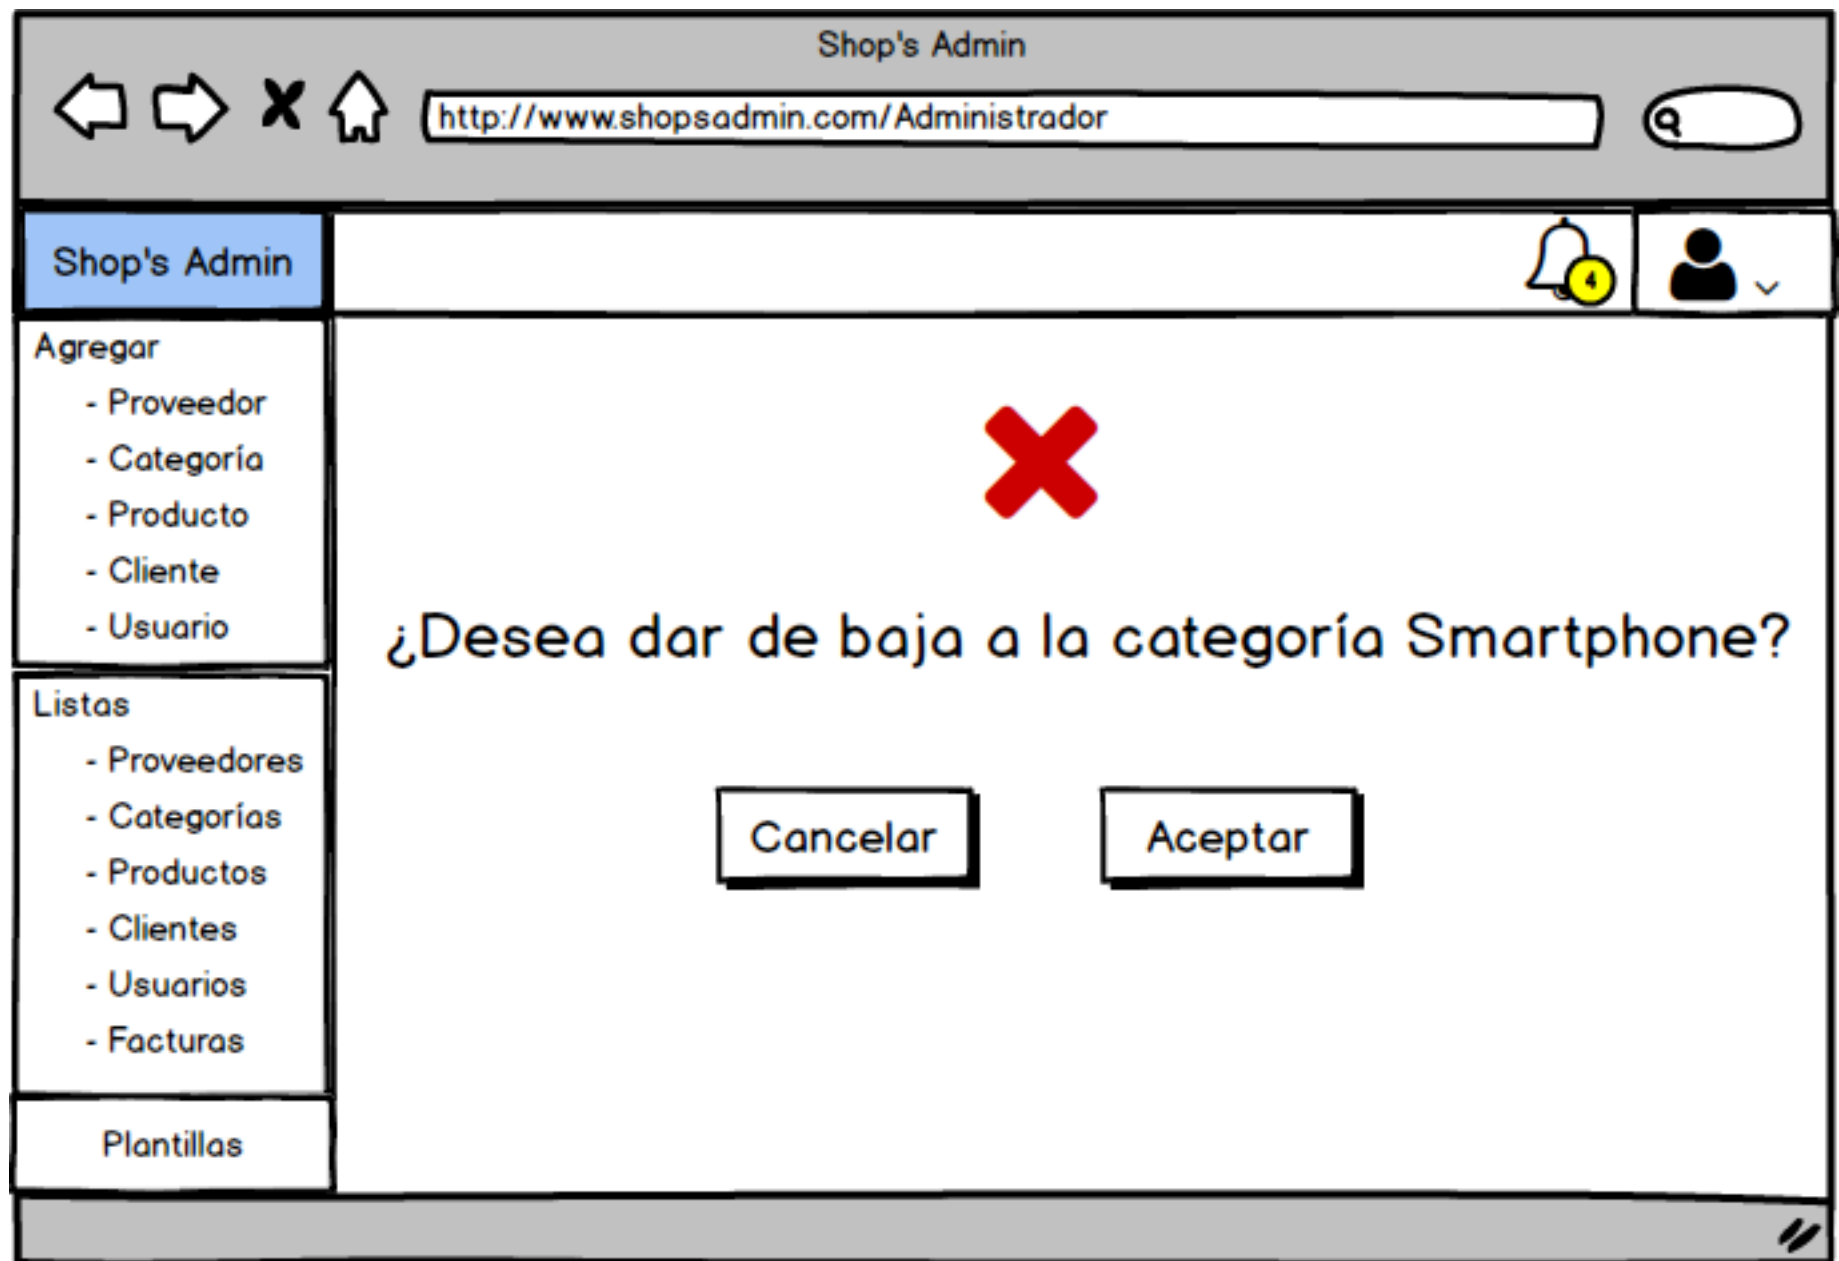 Shop's Admin
http://www.shopsadmin.com/Administrador
Shop's Admin
4
Agregar
- Proveedor
- Categoría
- Producto
- Cliente
- Usuario
Listas
- Proveedores
- Categorías
- Productos
- Clientes
- Usuarios
- Facturas
Plantillas
¿Desea dar de baja a la categoría Smartphone?
Cancelar
Aceptar